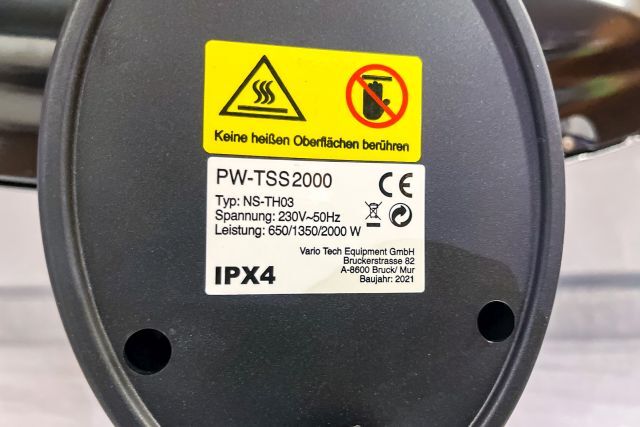 Keine heißen Oberflächen berühren
PW-TSS2000
CE
Typ: NS-TH03
Spannung: 230V~50Hz
Leistung: 650/1350/2000 W
Vario Tech Equipment GmbH
Bruckerstrasse 82
A-8600 Bruck/ Mur
Baujahr: 2021
IPX4